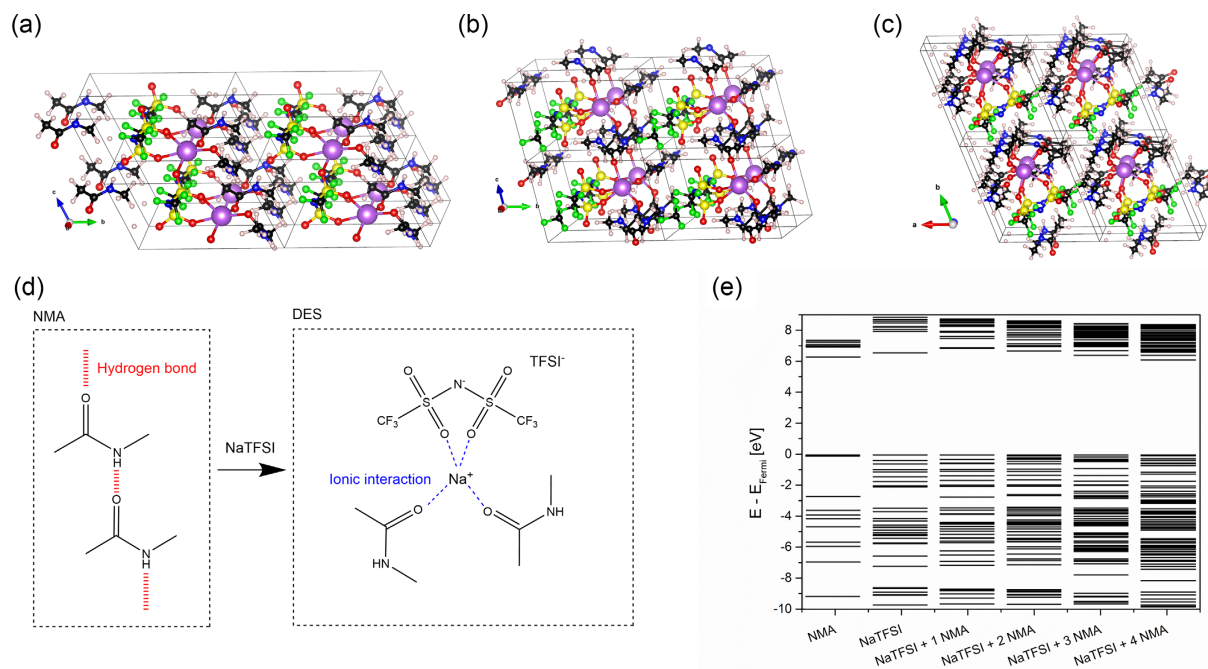 (a)
c
b
(b)
c
b
(c)
b
a
(d)
NMA
Hydrogen bond
O
N
H
O
N
H
NaTFSI
DES
TFSI-
O
O
N-
S
S
CF3
CF3
O
O
Ionic interaction
Na+
O
O
NH
HN
(e)
E - EFermi [eV]
8
6
4
2
0
-2
-4
-6
-8
-10
NMA
NaTFSI
NaTFSI + 1 NMA
NaTFSI + 2 NMA
NaTFSI + 3 NMA
NaTFSI + 4 NMA